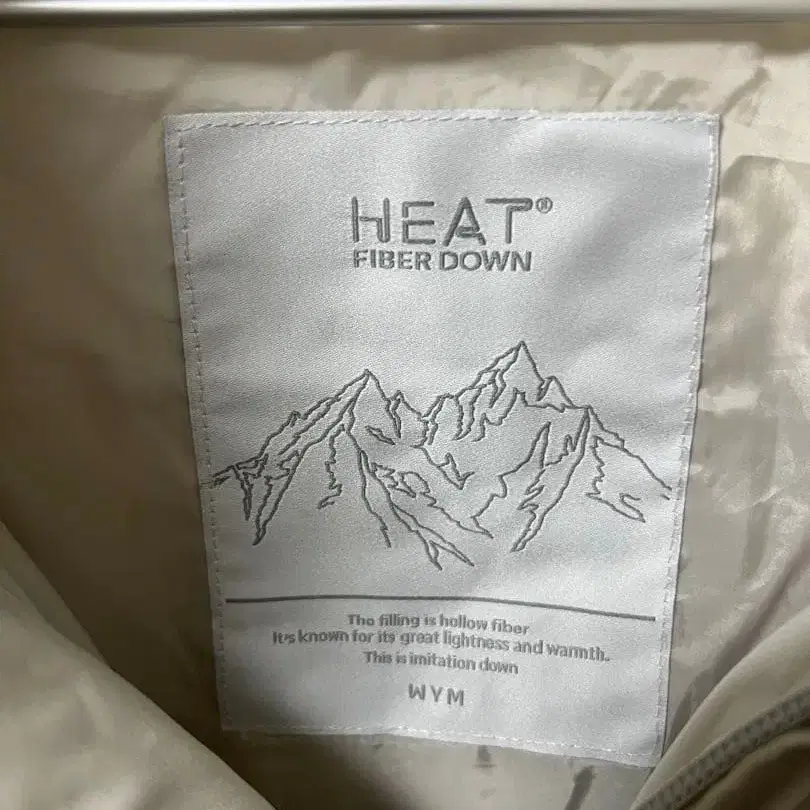 HEAT®
FIBER DOWN
The filling is hollow fiber
It's known for its great lightness and warmth.
This is imitation down
WYM